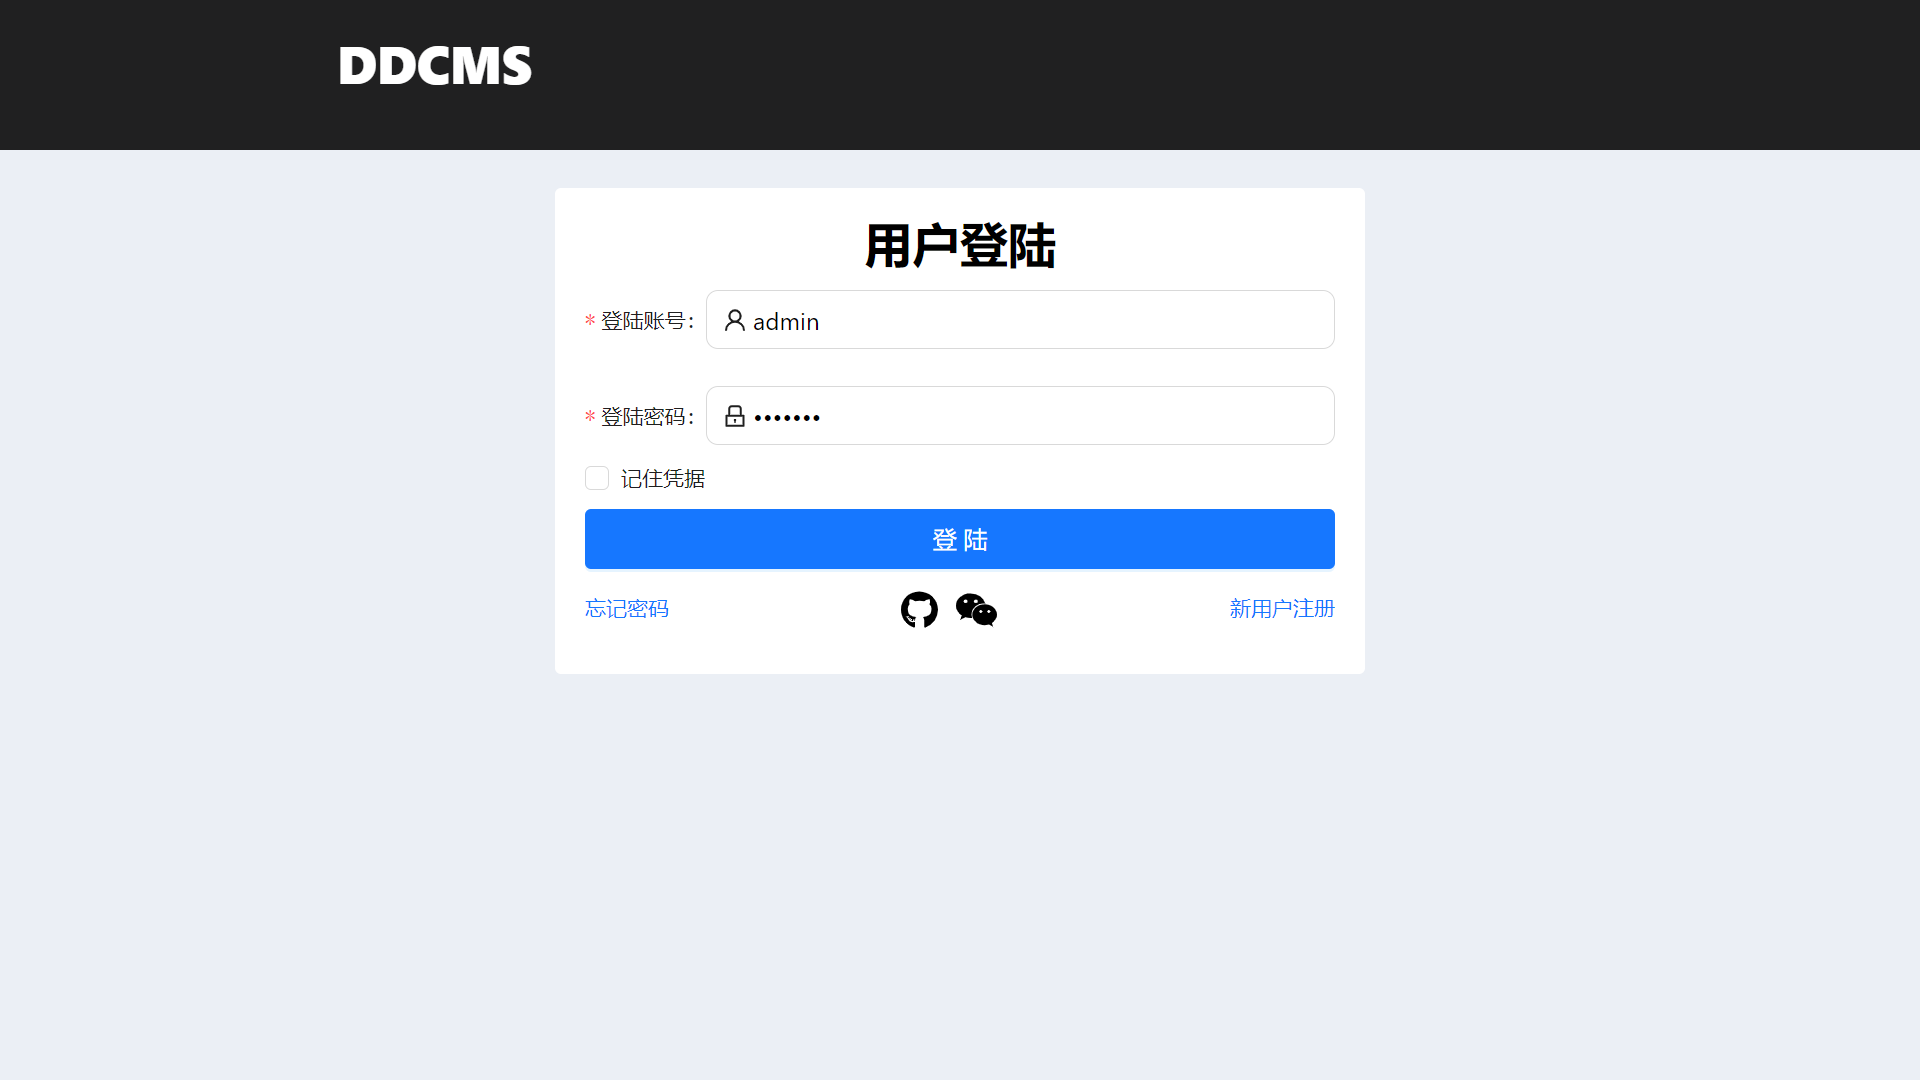 DDCMS
用户登陆
* 登陆账号: admin
* 登陆密码: •••••••
记住凭据
登 陆
忘记密码 新用户注册